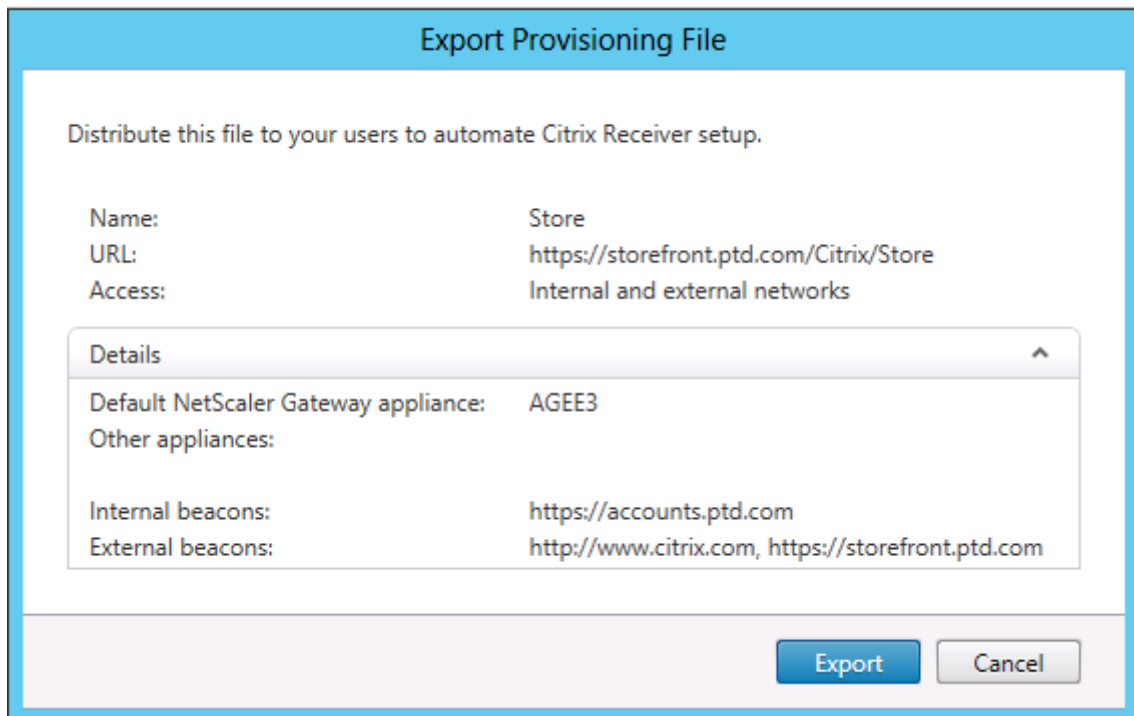 Export Provisioning File
Distribute this file to your users to automate Citrix Receiver setup.
Name: Store
URL: https://storefront.ptd.com/Citrix/Store
Access: Internal and external networks
Details
Default NetScaler Gateway appliance: AGEE3
Other appliances:
Internal beacons: https://accounts.ptd.com
External beacons: http://www.citrix.com, https://storefront.ptd.com
Export Cancel